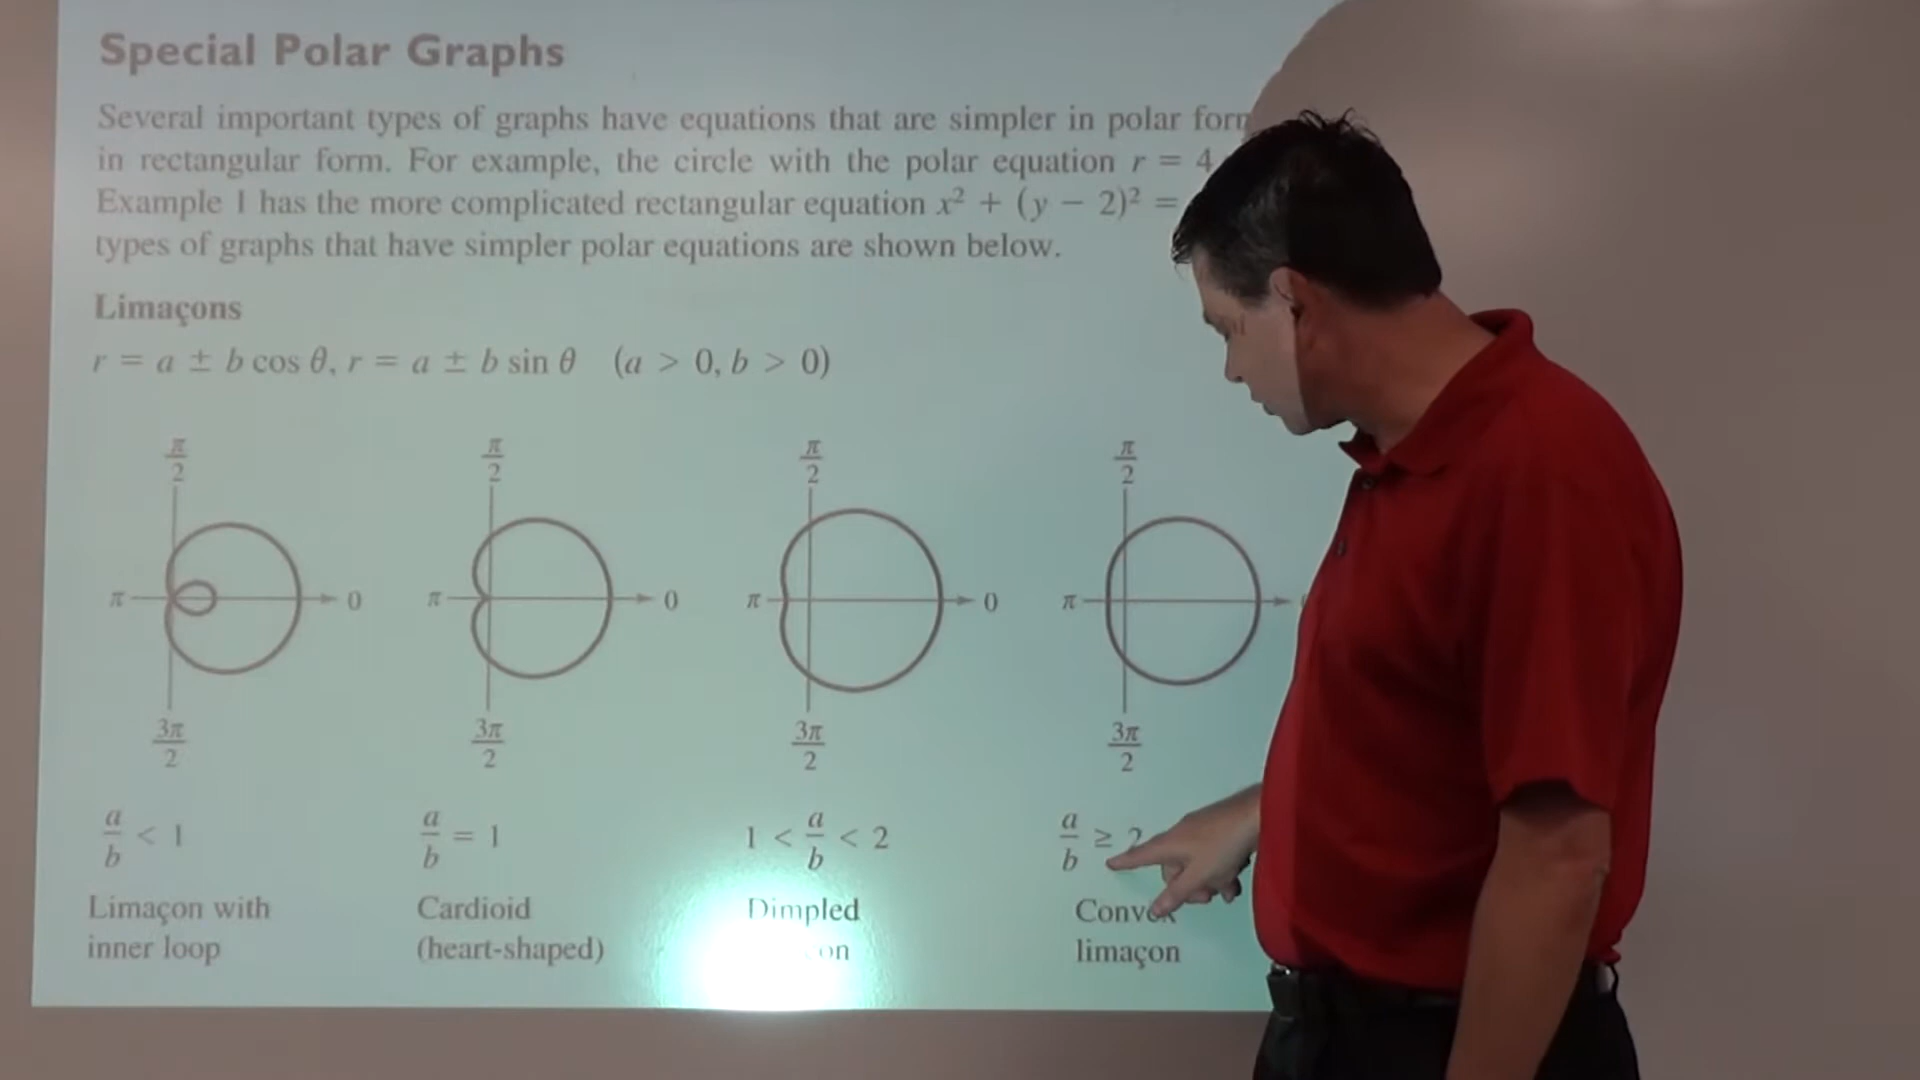 Special Polar Graphs
Several important types of graphs have equations that are simpler in polar
in rectangular form. For example, the circle with the polar equation r = 4
Example 1 has the more complicated rectangular equation x² + (y − 2)² =
types of graphs that have simpler polar equations are shown below.
Limaçons
r = a ± b cos θ, r = a ± b sin θ (a > 0, b > 0)
π/2 π/2 π/2 π/2
π 0 π 0 π 0 π
3π/2 3π/2 3π/2 3π/2
a/b < 1 a/b = 1 1 < a/b < 2 a/b ≥ 2
Limaçon with Cardioid Dimpled Convex
inner loop (heart-shaped) limaçon